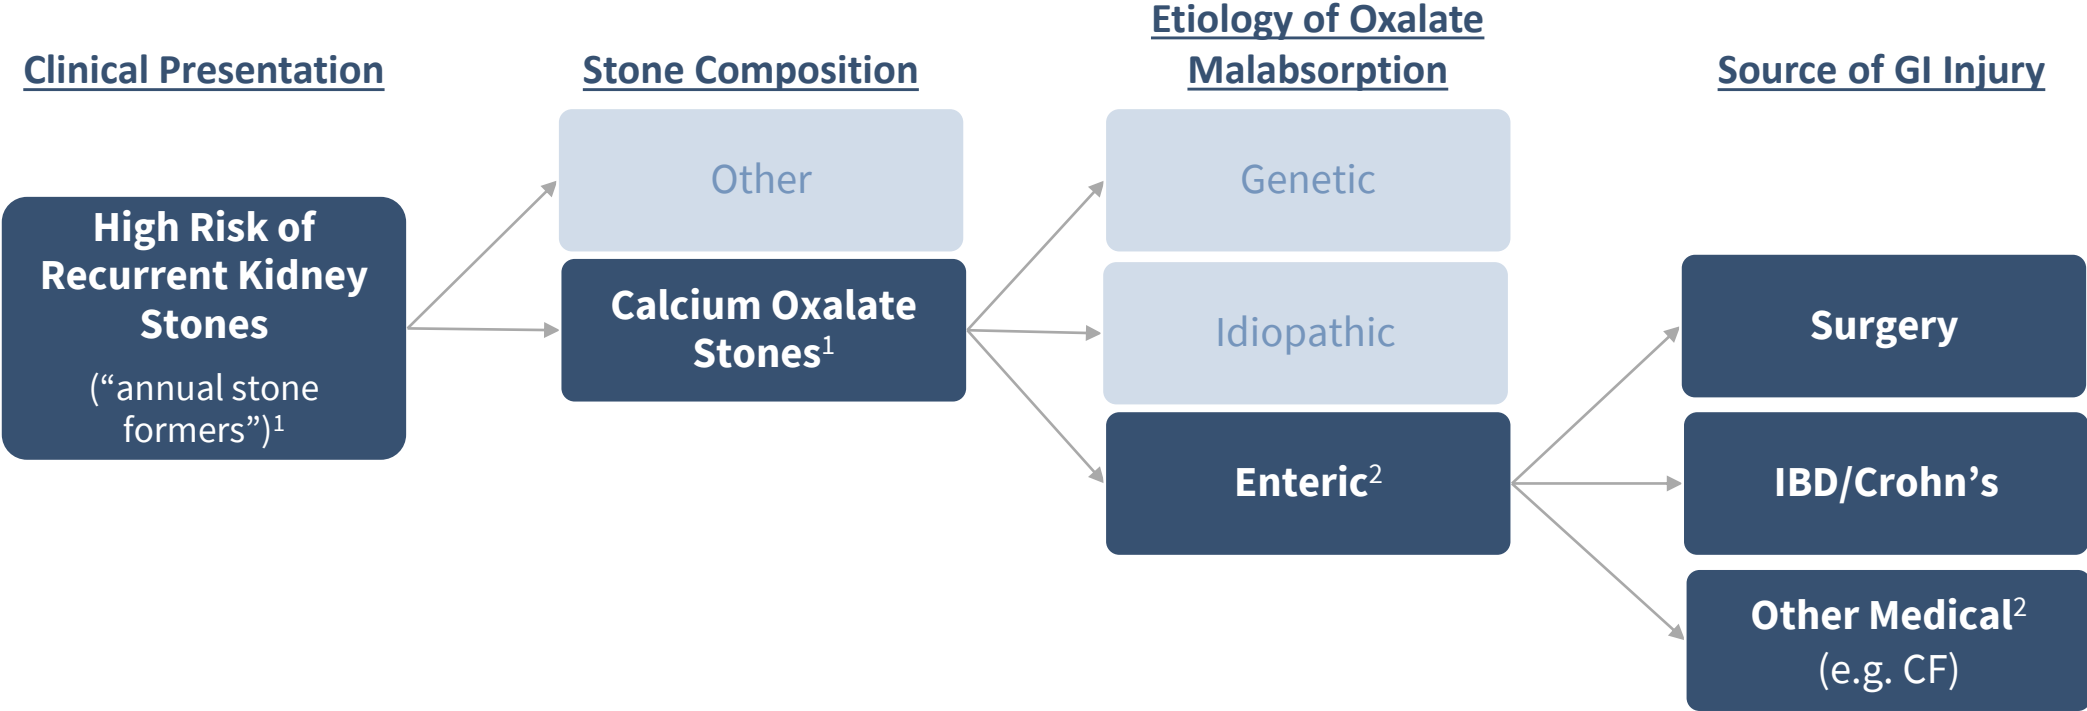 Clinical Presentation
Stone Composition
Etiology of Oxalate
Malabsorption
Source of GI Injury
High Risk of
Recurrent Kidney
Stones
(“annual stone
formers”)¹
Other
Calcium Oxalate
Stones¹
Genetic
Idiopathic
Enteric²
Surgery
IBD/Crohn’s
Other Medical²
(e.g. CF)